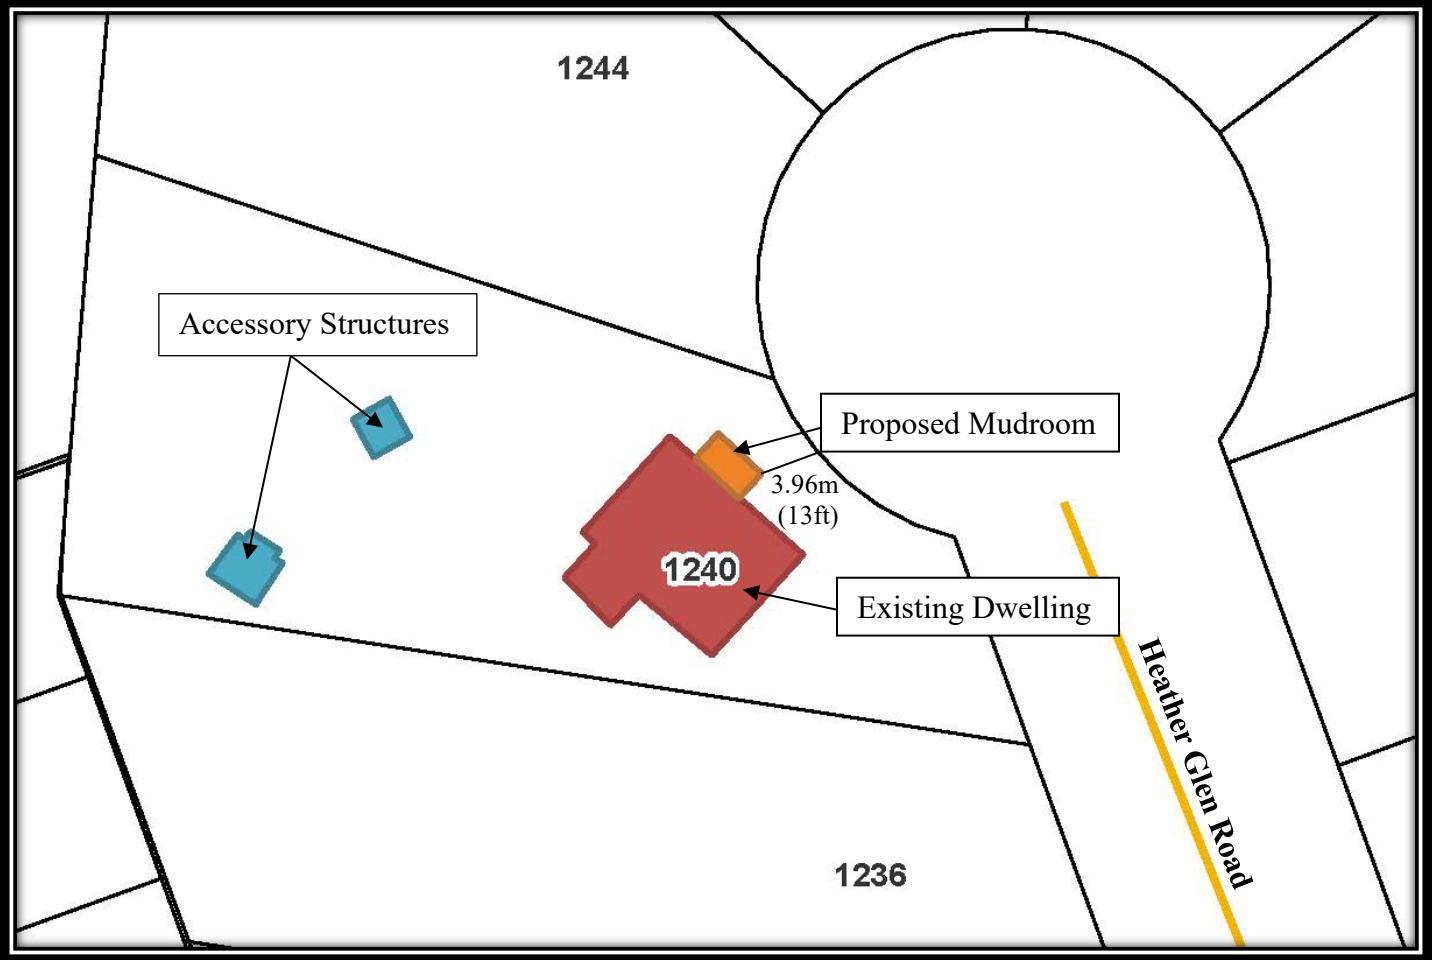 1244
Accessory Structures
Proposed Mudroom
3.96m
(13ft)
1240
Existing Dwelling
Heather Glen Road
1236